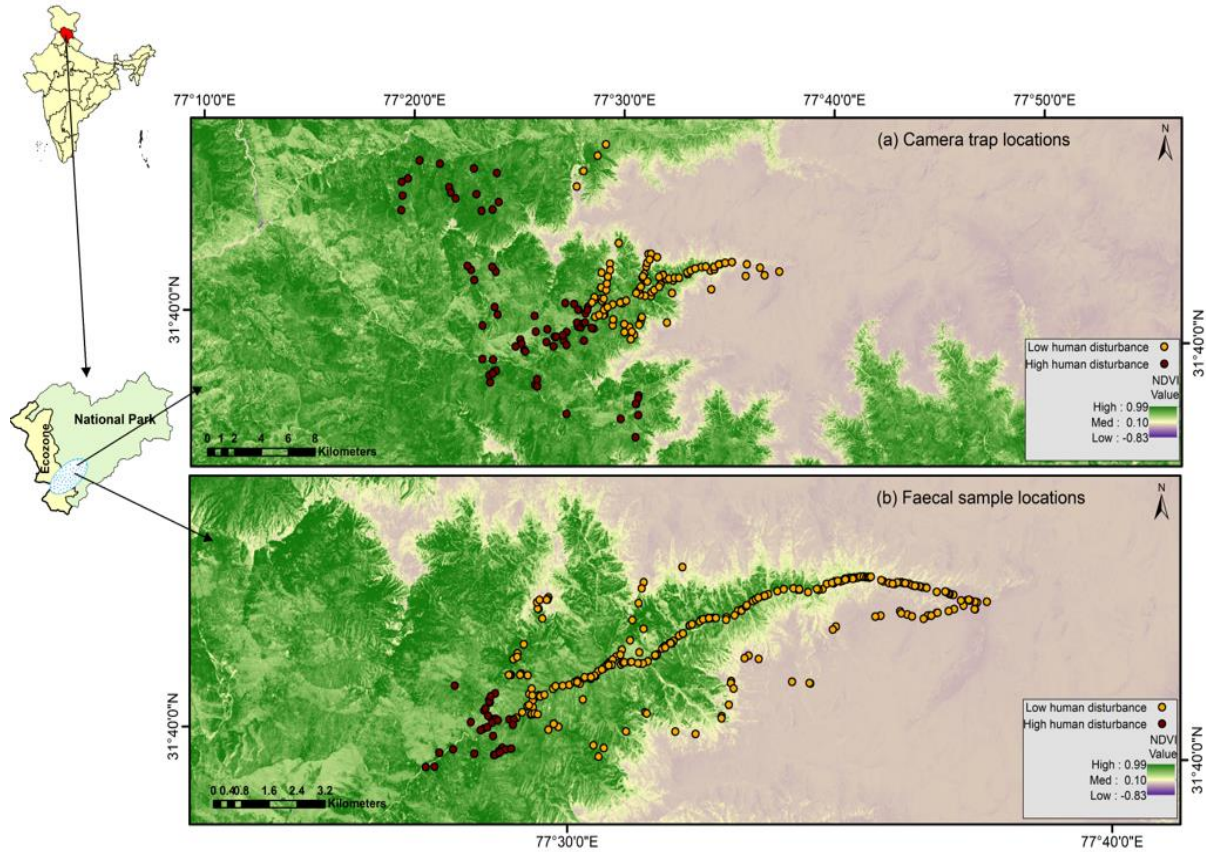 77°10'0"E 77°20'0"E 77°30'0"E 77°40'0"E 77°50'0"E
(a) Camera trap locations
N
31°40'0"N
31°40'0"N
Low human disturbance
High human disturbance
NDVI
Value
High : 0.99
Med : 0.10
Low : -0.83
0 1 2 4 6 8
Kilometers
National Park
Ecozone
(b) Faecal sample locations
N
31°40'0"N
31°40'0"N
Low human disturbance
High human disturbance
NDVI
Value
High : 0.99
Med : 0.10
Low : -0.83
0 0.4 0.8 1.6 2.4 3.2
Kilometers
77°30'0"E 77°40'0"E